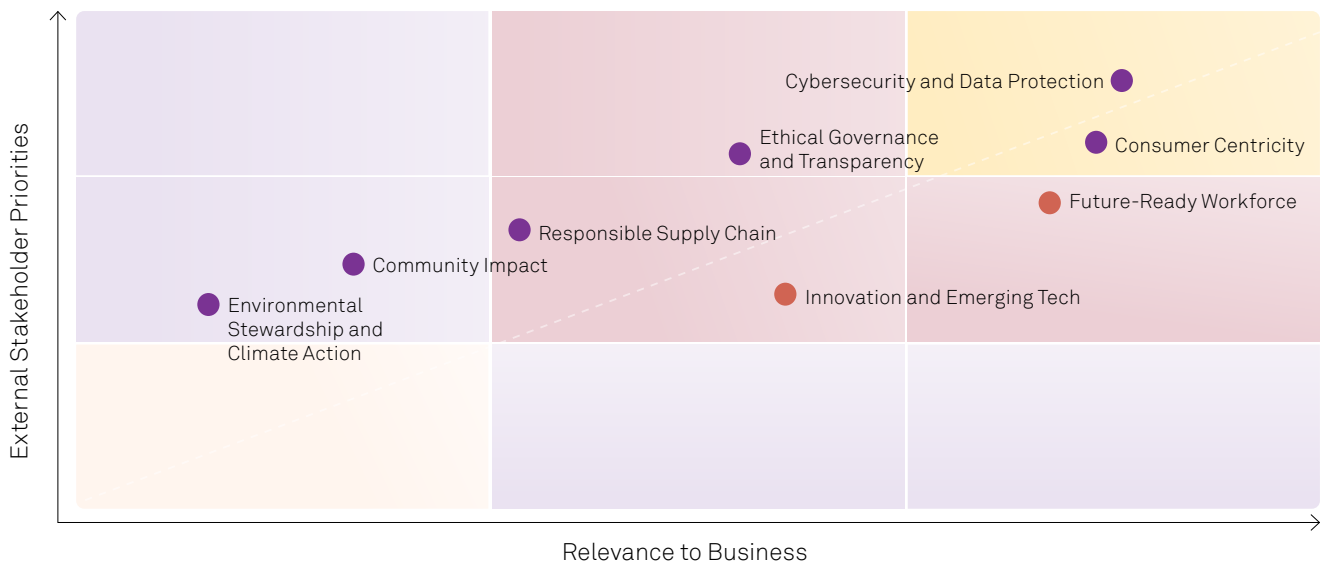 External Stakeholder Priorities
Cybersecurity and Data Protection
Ethical Governance
and Transparency
Consumer Centricity
Future-Ready Workforce
Responsible Supply Chain
Community Impact
Innovation and Emerging Tech
Environmental
Stewardship and
Climate Action
Relevance to Business